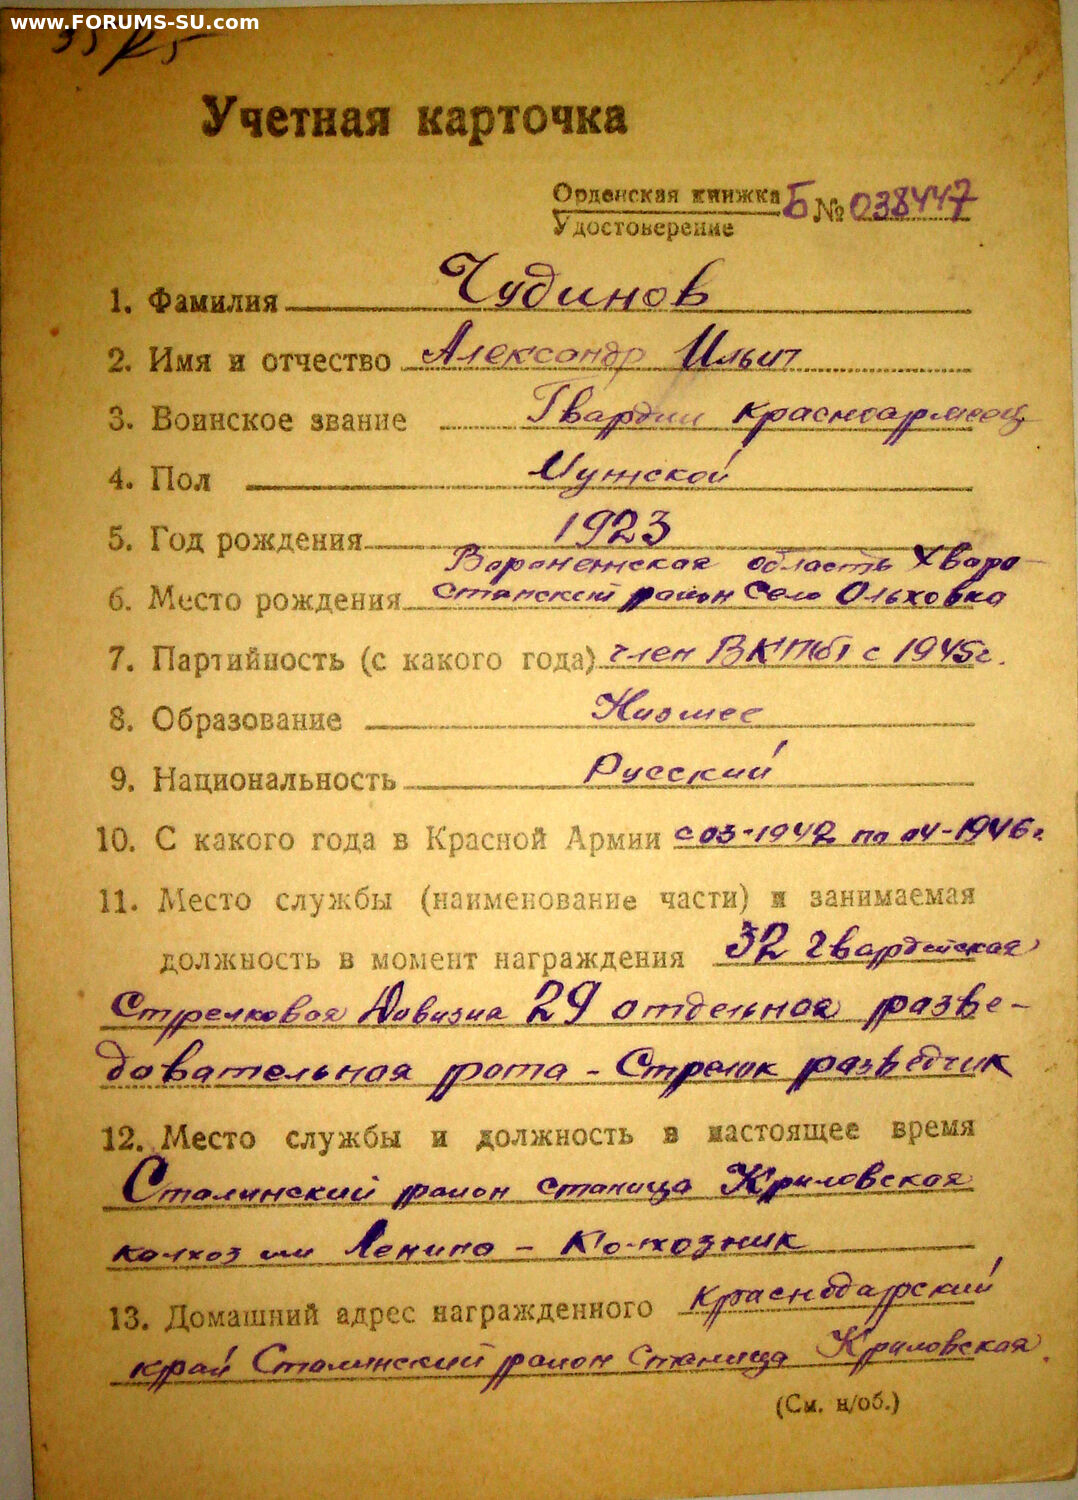 www.FORUMS-SU.com
Учетная карточка
Орденская книжка Б № 038447
Удостоверение
1. Фамилия Чудинов
2. Имя и отчество Александр Ильич
3. Воинское звание Гвардии красноармеец
4. Пол Мужской
5. Год рождения 1923
Вороненская область Хваро-
6. Место рождения станский район Село Ольховка
7. Партийность (с какого года) член ВКПб с 1945г.
8. Образование Низшее
9. Национальность Русский
10. С какого года в Красной Армии с 03-1942 по 04-1946г.
11. Место службы (наименование части) и занимаемая
должность в момент награждения 32 гвардейская
Стрелковая Дивизия 29 отдельная разве-
довательная рота - Стрелок разведчик
12. Место службы и должность в настоящее время
Сталинский район станица Криловская
колхоз им Ленина - Колхозник
13. Домашний адрес награжденного Краснодарский
край Сталинский район Станица Криловская.
(См. н/об.)